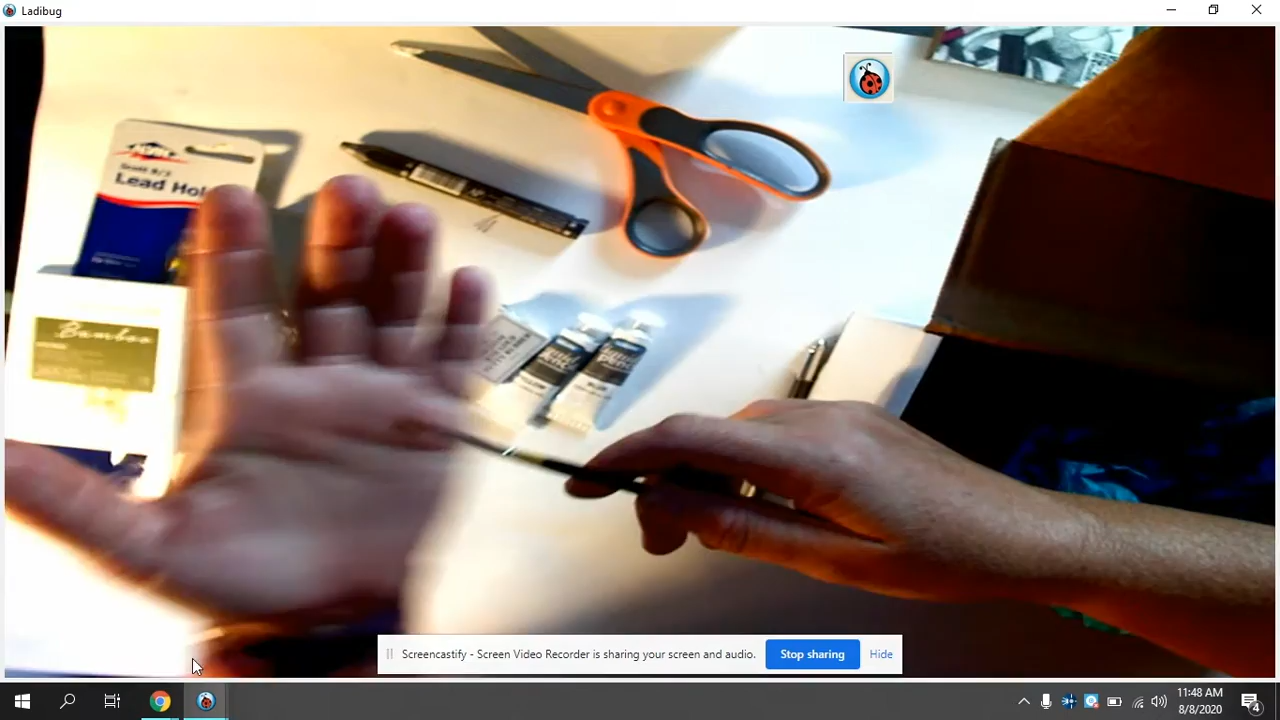 Ladibug
Lead Hol
Bamboo
Screencastify - Screen Video Recorder is sharing your screen and audio.
Stop sharing
Hide
11:48 AM
8/8/2020
4